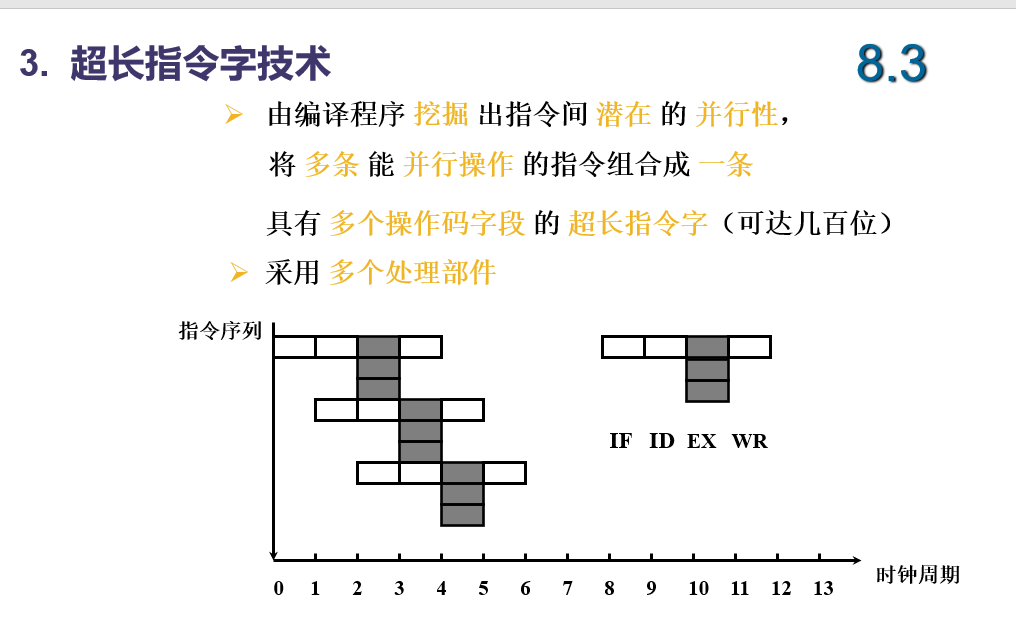 3. 超长指令字技术
8.3
➢ 由编译程序 挖掘 出指令间 潜在 的 并行性，
将 多条 能 并行操作 的指令组合成 一条
具有 多个操作码字段 的 超长指令字（可达几百位）
➢ 采用 多个处理部件
指令序列
IF ID EX WR
0 1 2 3 4 5 6 7 8 9 10 11 12 13
时钟周期